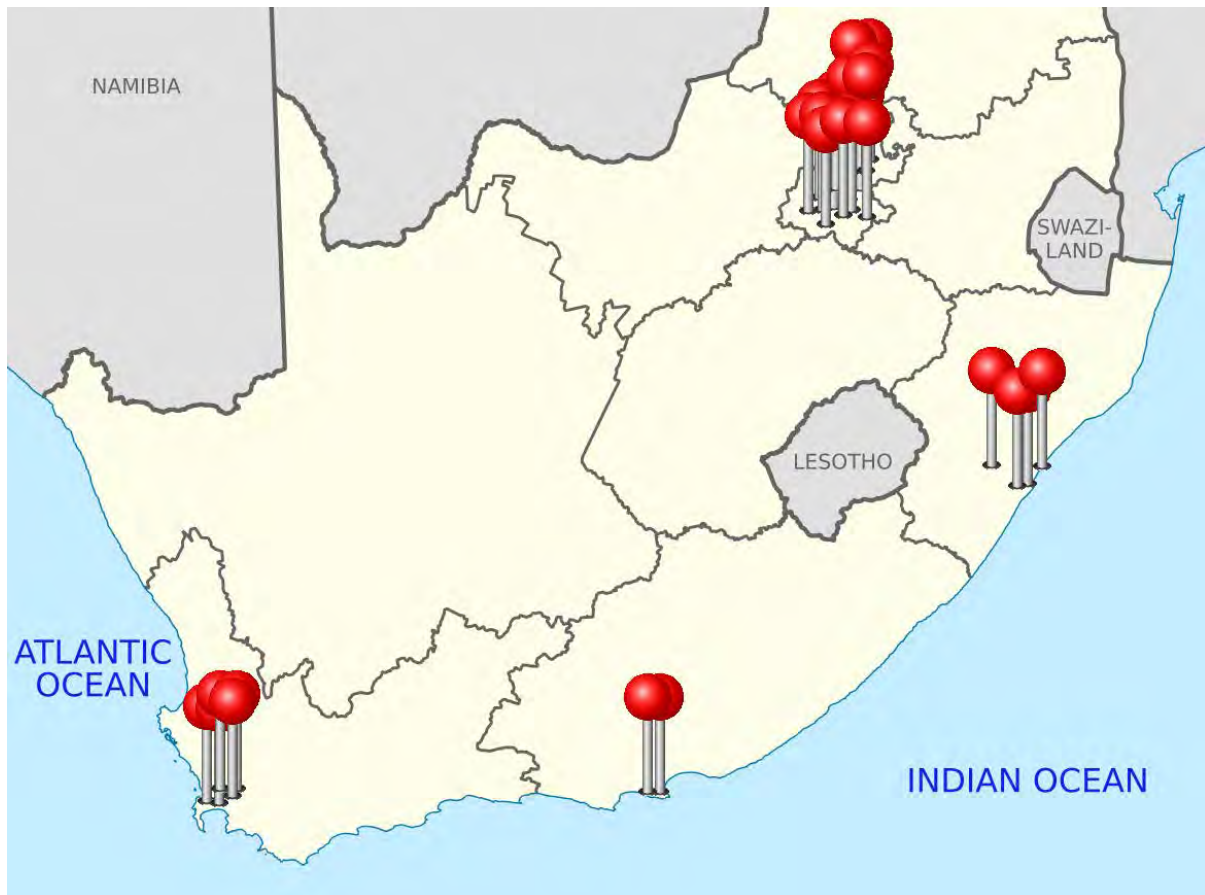 NAMIBIA
SWAZI-
LAND
LESOTHO
ATLANTIC
OCEAN
INDIAN OCEAN